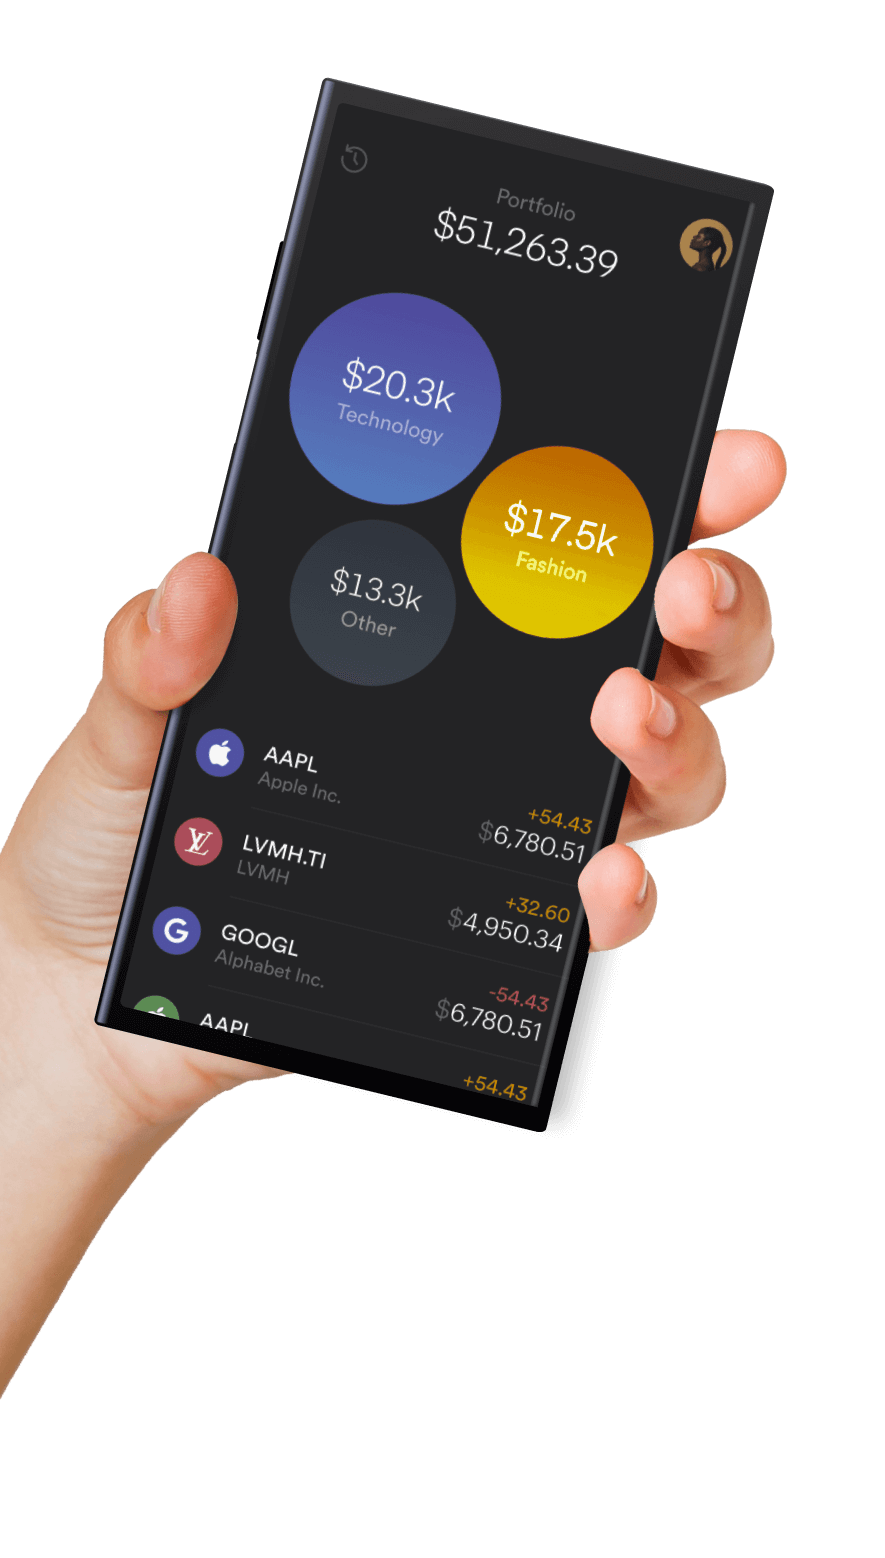 Portfolio
$51,263.39
$20.3k
Technology
$17.5k
Fashion
$13.3k
Other
AAPL
Apple Inc.
+54.43
$6,780.51
LVMH.TI
LVMH
+32.60
$4,950.34
GOOGL
Alphabet Inc.
-54.43
$6,780.51
AAPL
+54.43